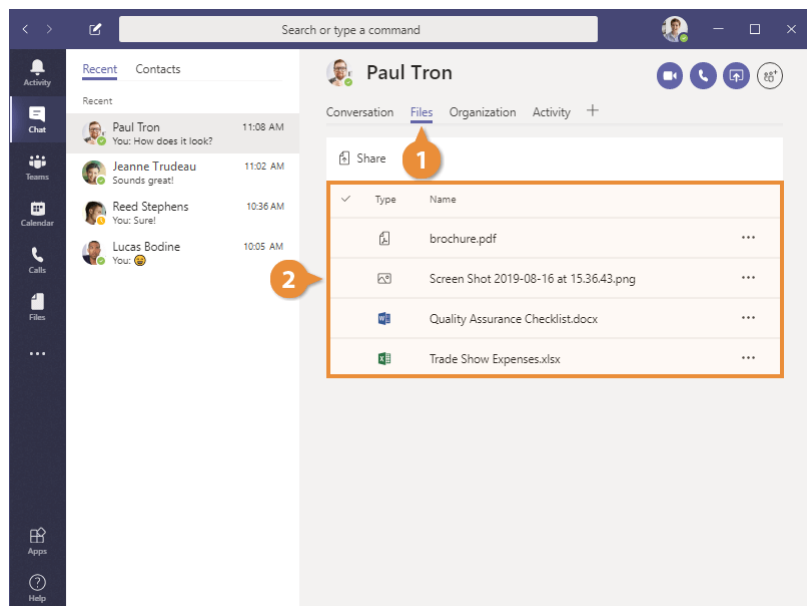 Search or type a command
Activity
Chat
Teams
Calendar
Calls
Files
Apps
Help
Recent Contacts
Recent
Paul Tron 11:08 AM
You: How does it look?
Jeanne Trudeau 11:02 AM
Sounds great!
Reed Stephens 10:36 AM
You: Sure!
Lucas Bodine 10:05 AM
You: 😄
Paul Tron
Conversation Files Organization Activity
1
Share
2
Type Name
brochure.pdf
Screen Shot 2019-08-16 at 15.36.43.png
Quality Assurance Checklist.docx
Trade Show Expenses.xlsx